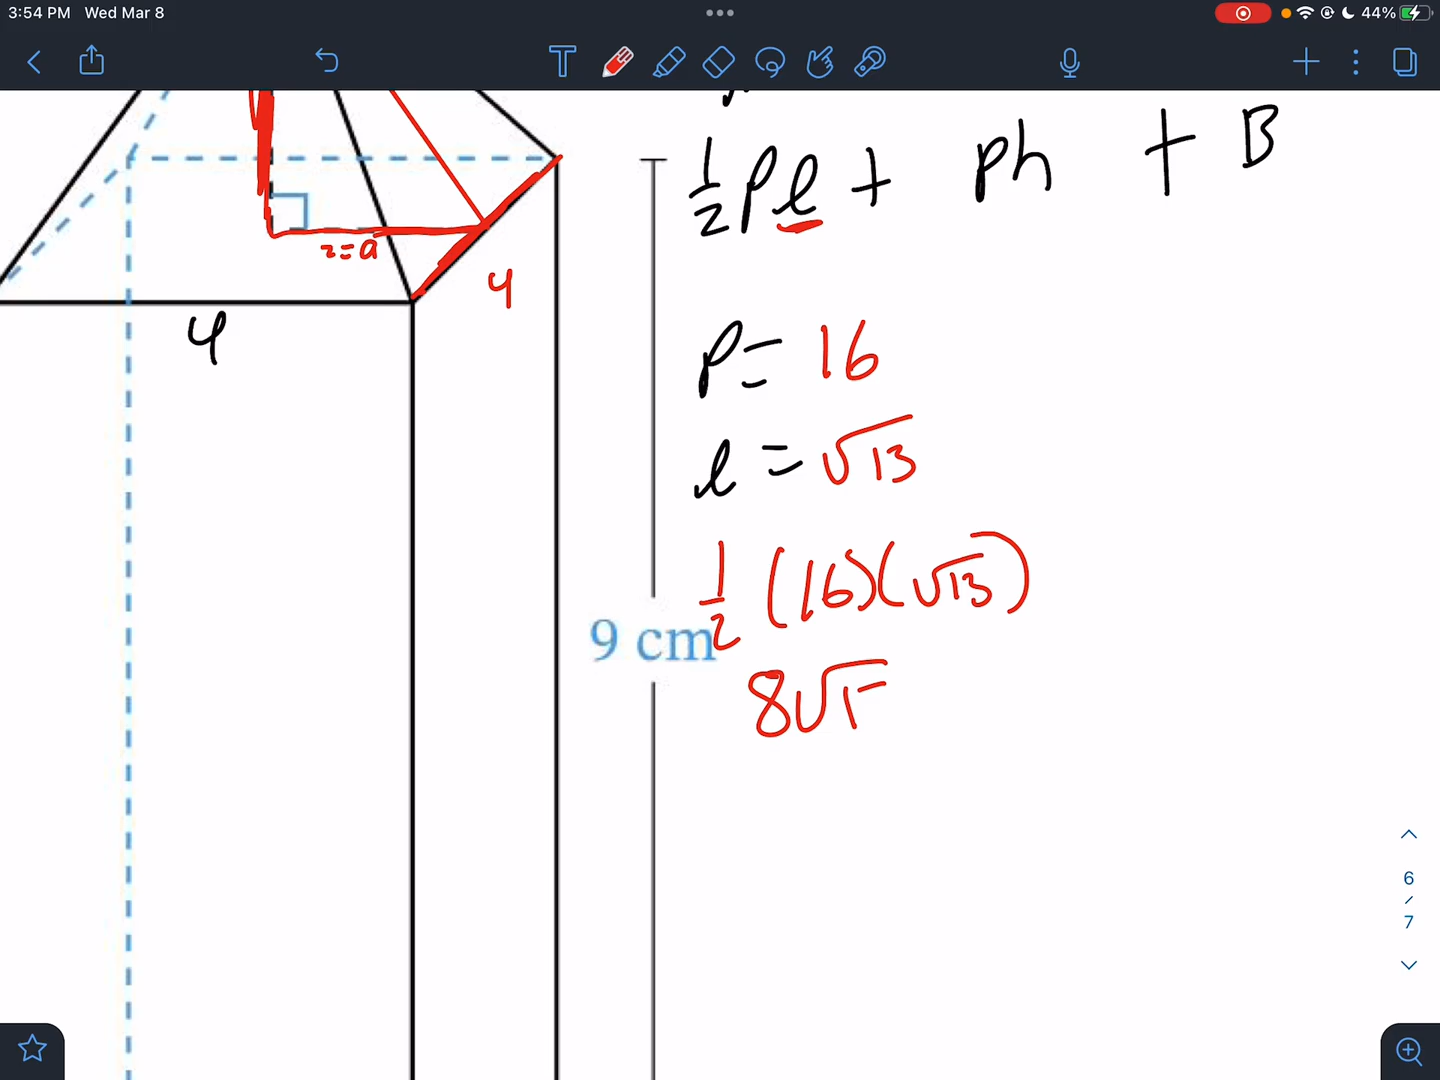 3:54 PM Wed Mar 8
44%
T
1/2 pl + ph + B
2=a
4
4
P= 16
l = √13
1/2 (16)(√13)
9 cm
8√1
6
/
7